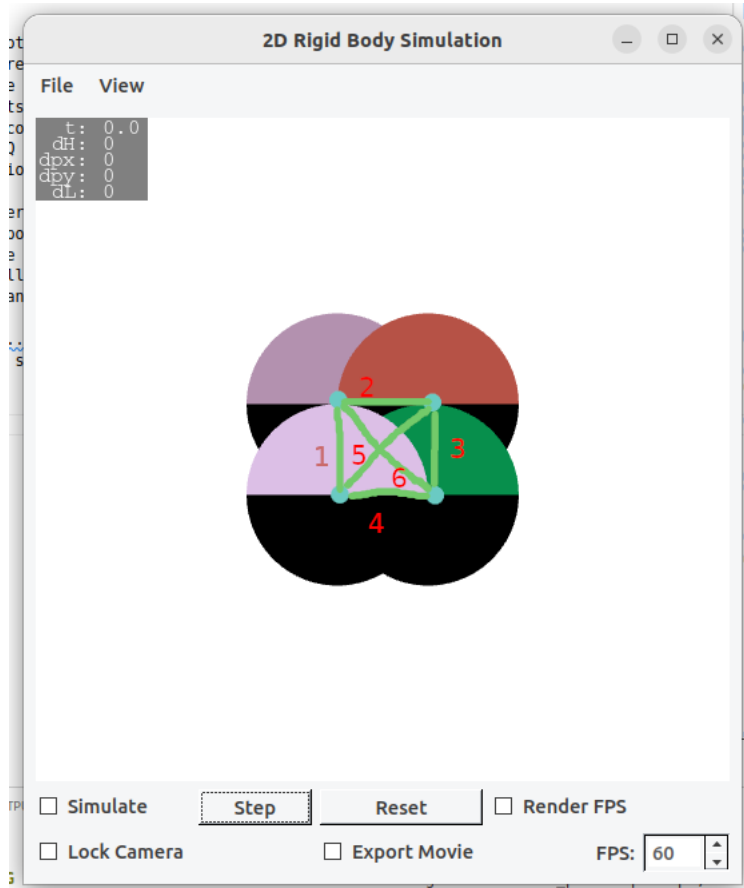 2D Rigid Body Simulation
File View
t: 0.0
dH: 0
dpx: 0
dpy: 0
dL: 0
2
1 5 3
6
4
Simulate Step Reset Render FPS
Lock Camera Export Movie FPS: 60